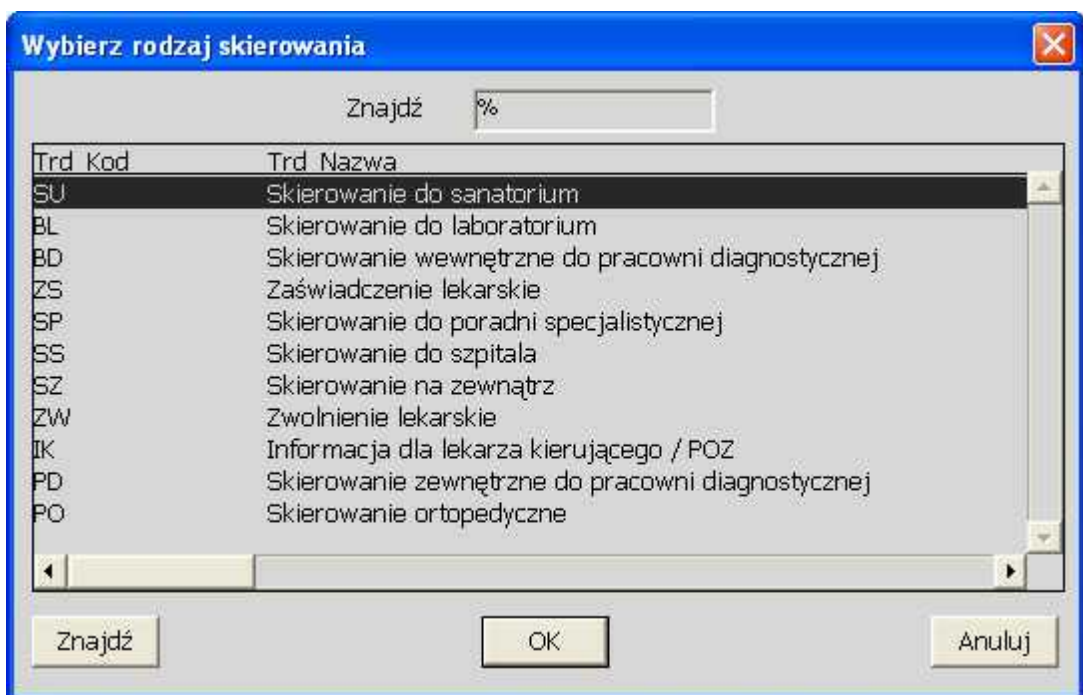 Wybierz rodzaj skierowania
Znajdź %
Trd Kod Trd Nazwa
SU Skierowanie do sanatorium
BL Skierowanie do laboratorium
BD Skierowanie wewnętrzne do pracowni diagnostycznej
ZS Zaświadczenie lekarskie
SP Skierowanie do poradni specjalistycznej
SS Skierowanie do szpitala
SZ Skierowanie na zewnątrz
ZW Zwolnienie lekarskie
IK Informacja dla lekarza kierującego / POZ
PD Skierowanie zewnętrzne do pracowni diagnostycznej
PO Skierowanie ortopedyczne
Znajdź OK Anuluj